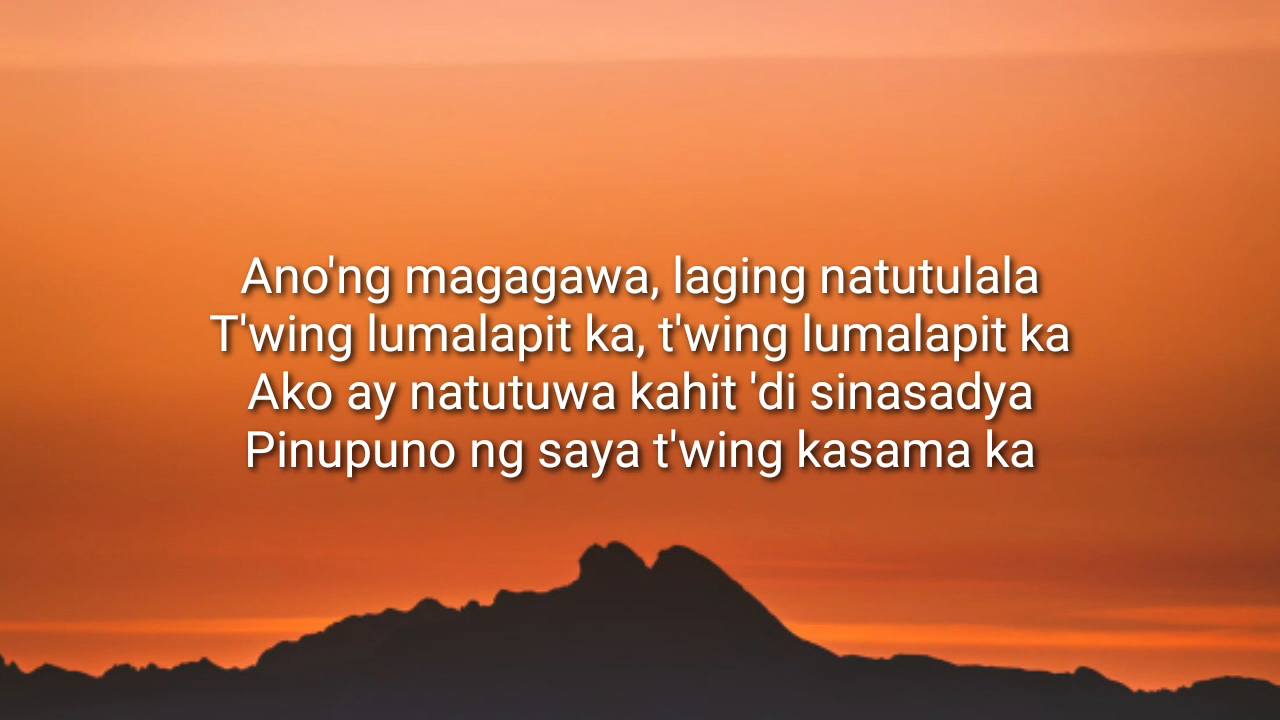 Ano'ng magagawa, laging natutulala
T'wing lumalapit ka, t'wing lumalapit ka
Ako ay natutuwa kahit 'di sinasadya
Pinupuno ng saya t'wing kasama ka